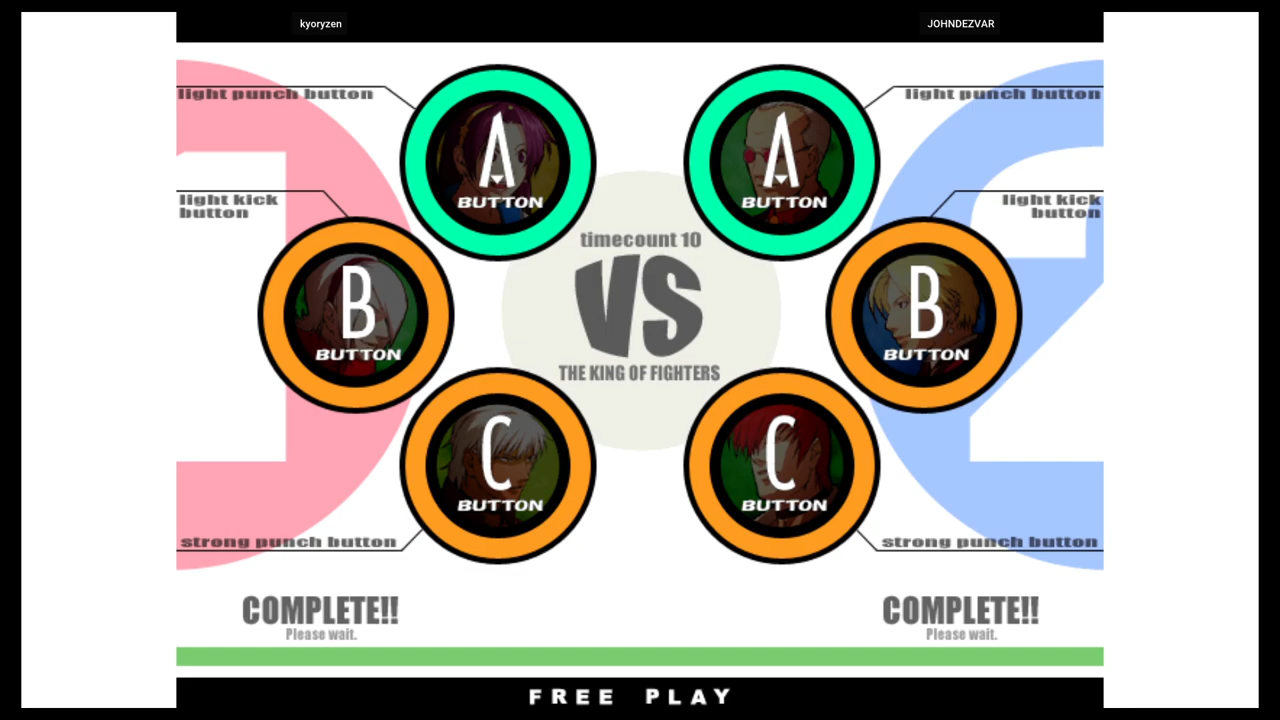 kyoryzen
JOHNDEZVAR
light punch button
light punch button
A
BUTTON
A
BUTTON
light kick
button
light kick
button
timecount 10
VS
THE KING OF FIGHTERS
B
BUTTON
B
BUTTON
C
BUTTON
C
BUTTON
strong punch button
strong punch button
1
2
COMPLETE!!
Please wait.
COMPLETE!!
Please wait.
FREE PLAY